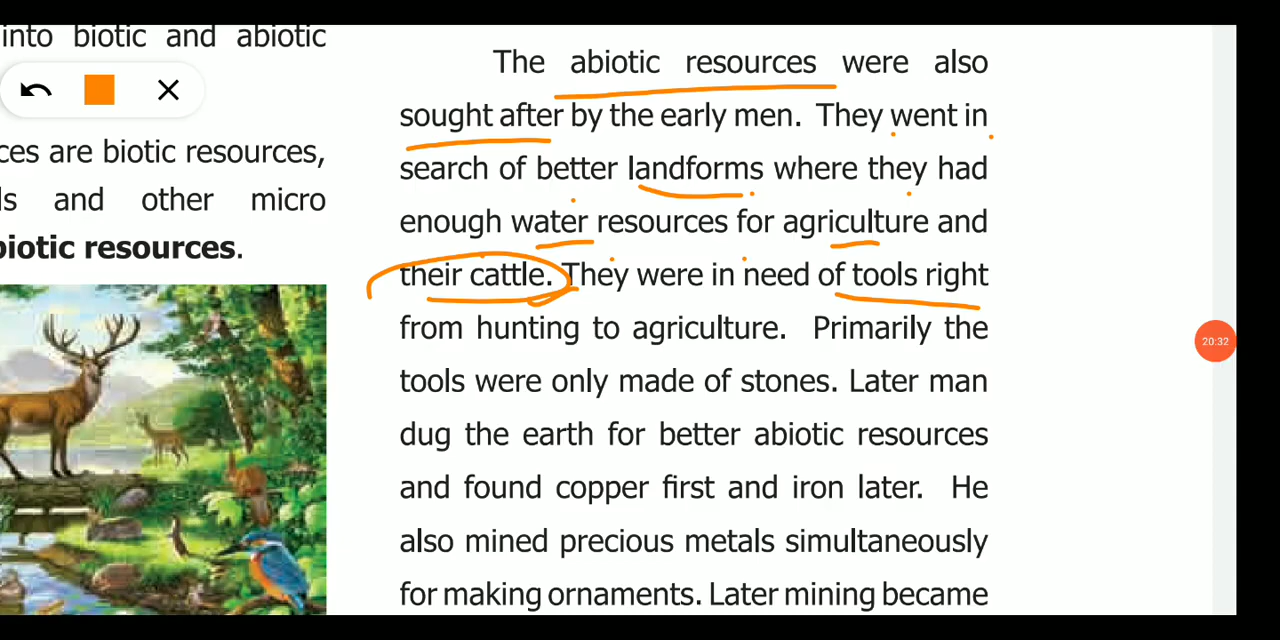 into biotic and abiotic
ces are biotic resources,
ls and other micro
biotic resources.
The abiotic resources were also
sought after by the early men. They went in
search of better landforms where they had
enough water resources for agriculture and
their cattle. They were in need of tools right
from hunting to agriculture. Primarily the
tools were only made of stones. Later man
dug the earth for better abiotic resources
and found copper first and iron later. He
also mined precious metals simultaneously
for making ornaments. Later mining became
20:32